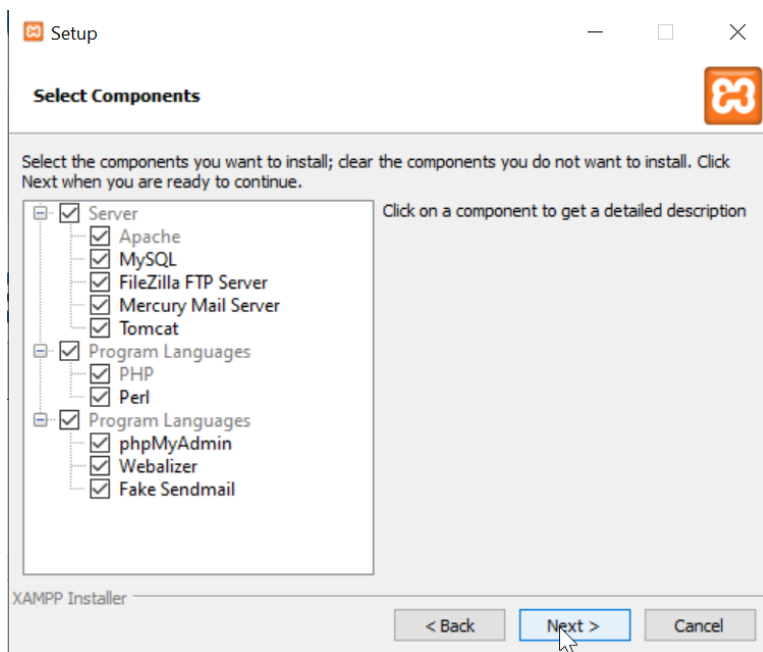 Setup
Select Components
Select the components you want to install; clear the components you do not want to install. Click
Next when you are ready to continue.
Server
Apache
MySQL
FileZilla FTP Server
Mercury Mail Server
Tomcat
Program Languages
PHP
Perl
Program Languages
phpMyAdmin
Webalizer
Fake Sendmail
Click on a component to get a detailed description
XAMPP Installer
< Back
Next >
Cancel